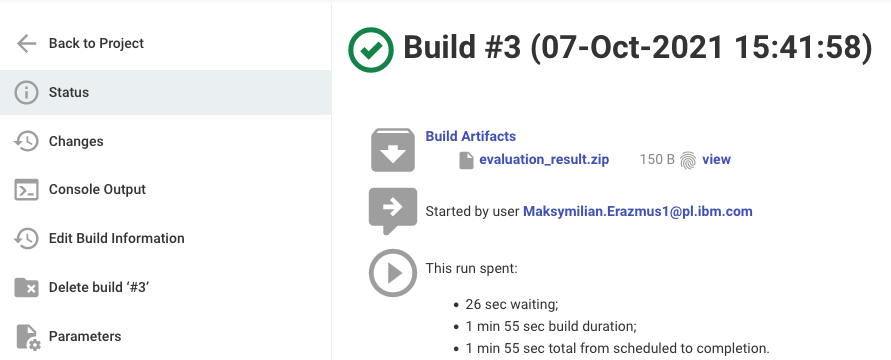 Back to Project
Status
Changes
Console Output
Edit Build Information
Delete build ‘#3’
Parameters
Build #3 (07-Oct-2021 15:41:58)
Build Artifacts
evaluation_result.zip 150 B view
Started by user Maksymilian.Erazmus1@pl.ibm.com
This run spent:
• 26 sec waiting;
• 1 min 55 sec build duration;
• 1 min 55 sec total from scheduled to completion.